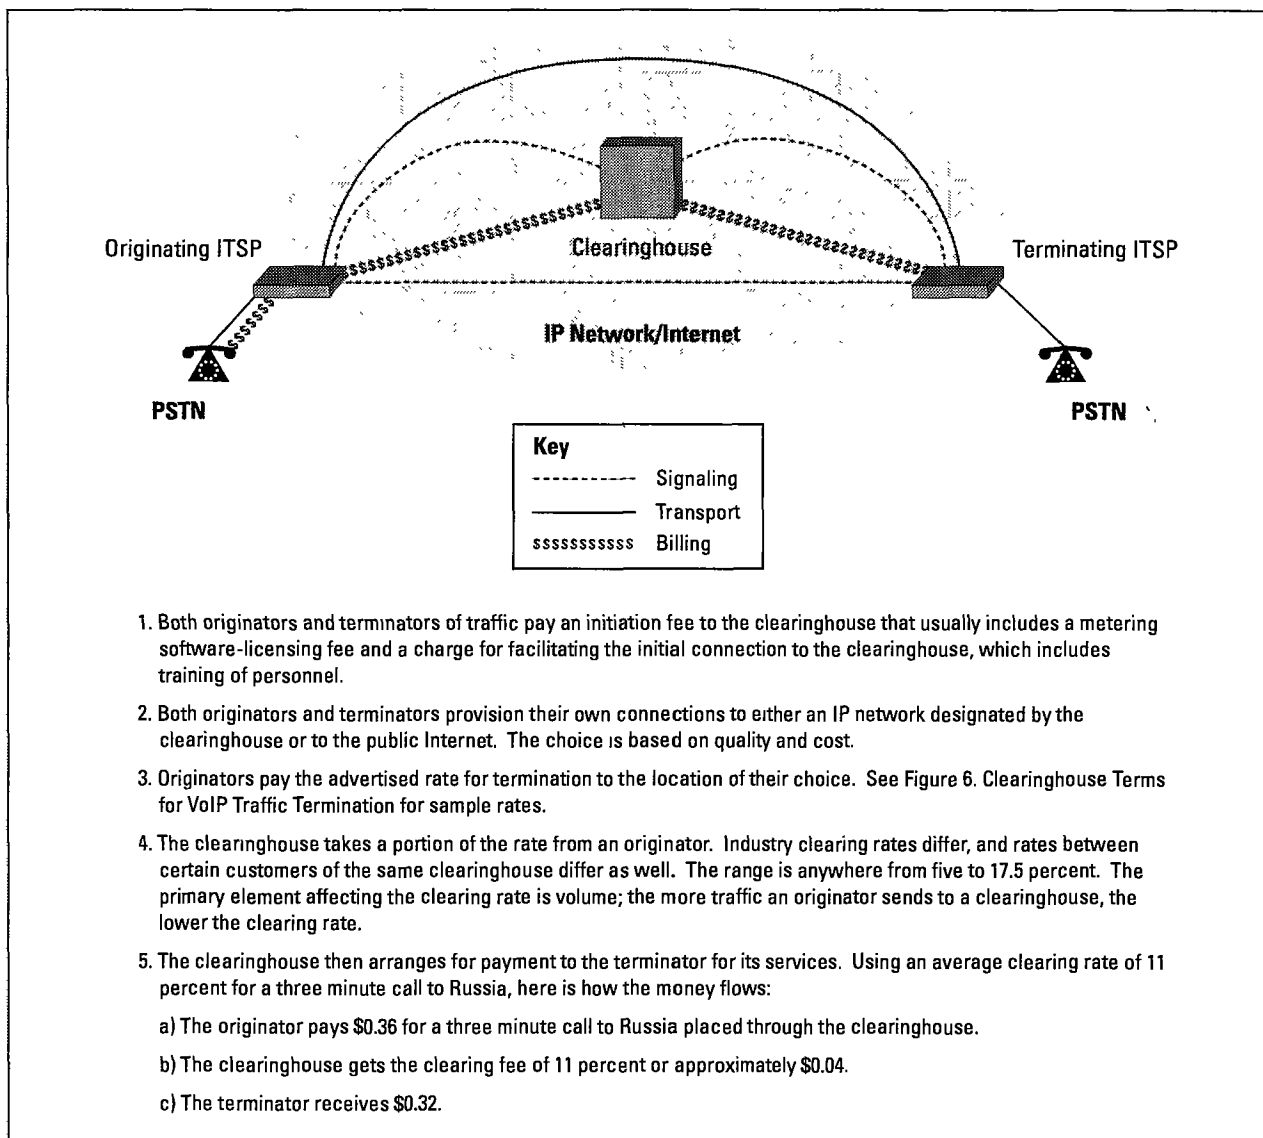 Originating ITSP
Clearinghouse
Terminating ITSP
IP Network/Internet
PSTN
PSTN
Key
Signaling
Transport
sssssssssss Billing
1. Both originators and terminators of traffic pay an initiation fee to the clearinghouse that usually includes a metering
software-licensing fee and a charge for facilitating the initial connection to the clearinghouse, which includes
training of personnel.
2. Both originators and terminators provision their own connections to either an IP network designated by the
clearinghouse or to the public Internet. The choice is based on quality and cost.
3. Originators pay the advertised rate for termination to the location of their choice. See Figure 6. Clearinghouse Terms
for VoIP Traffic Termination for sample rates.
4. The clearinghouse takes a portion of the rate from an originator. Industry clearing rates differ, and rates between
certain customers of the same clearinghouse differ as well. The range is anywhere from five to 17.5 percent. The
primary element affecting the clearing rate is volume; the more traffic an originator sends to a clearinghouse, the
lower the clearing rate.
5. The clearinghouse then arranges for payment to the terminator for its services. Using an average clearing rate of 11
percent for a three minute call to Russia, here is how the money flows:
a) The originator pays $0.36 for a three minute call to Russia placed through the clearinghouse.
b) The clearinghouse gets the clearing fee of 11 percent or approximately $0.04.
c) The terminator receives $0.32.